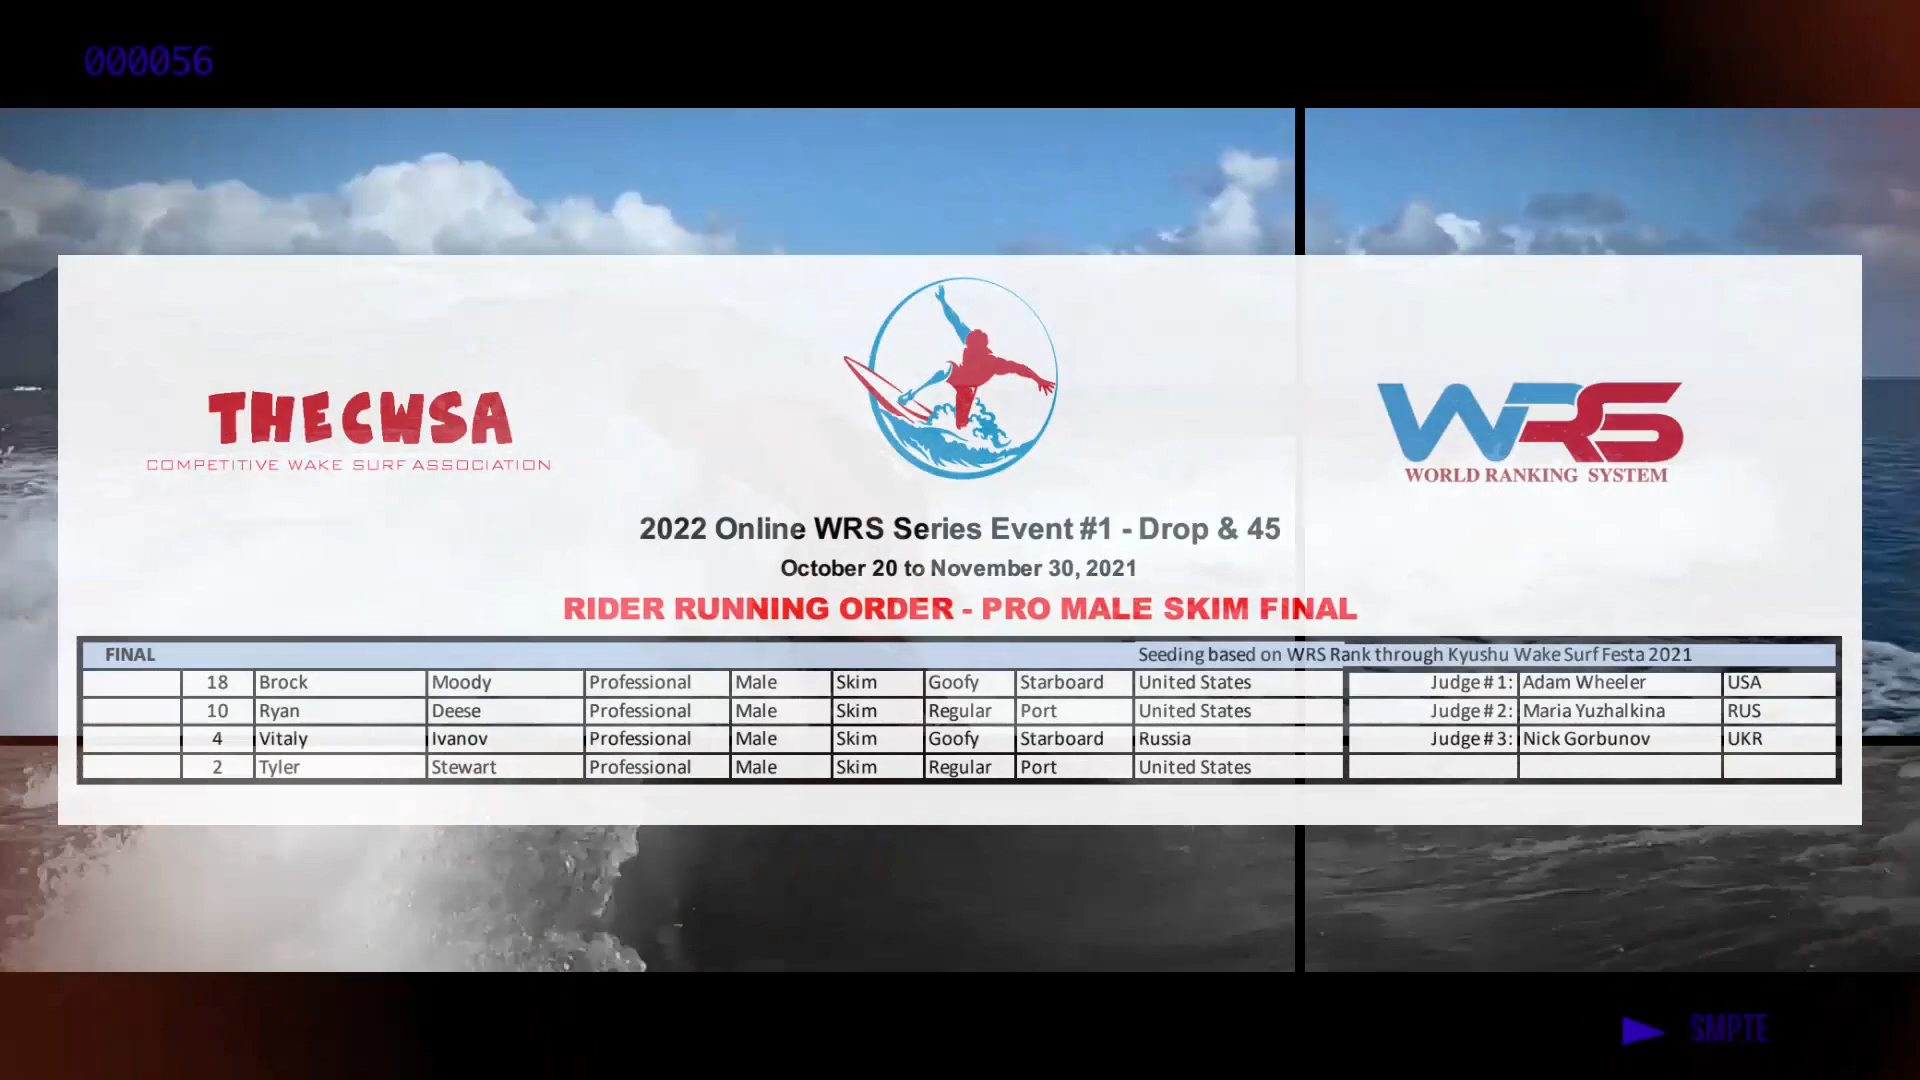 000056
THECWSA
COMPETITIVE WAKE SURF ASSOCIATION
WRS
WORLD RANKING SYSTEM
2022 Online WRS Series Event #1 - Drop & 45
October 20 to November 30, 2021
RIDER RUNNING ORDER - PRO MALE SKIM FINAL
FINAL Seeding based on WRS Rank through Kyushu Wake Surf Festa 2021
18 Brock Moody Professional Male Skim Goofy Starboard United States Judge # 1: Adam Wheeler USA
10 Ryan Deese Professional Male Skim Regular Port United States Judge # 2: Maria Yuzhalkina RUS
4 Vitaly Ivanov Professional Male Skim Goofy Starboard Russia Judge # 3: Nick Gorbunov UKR
2 Tyler Stewart Professional Male Skim Regular Port United States
SMPTE